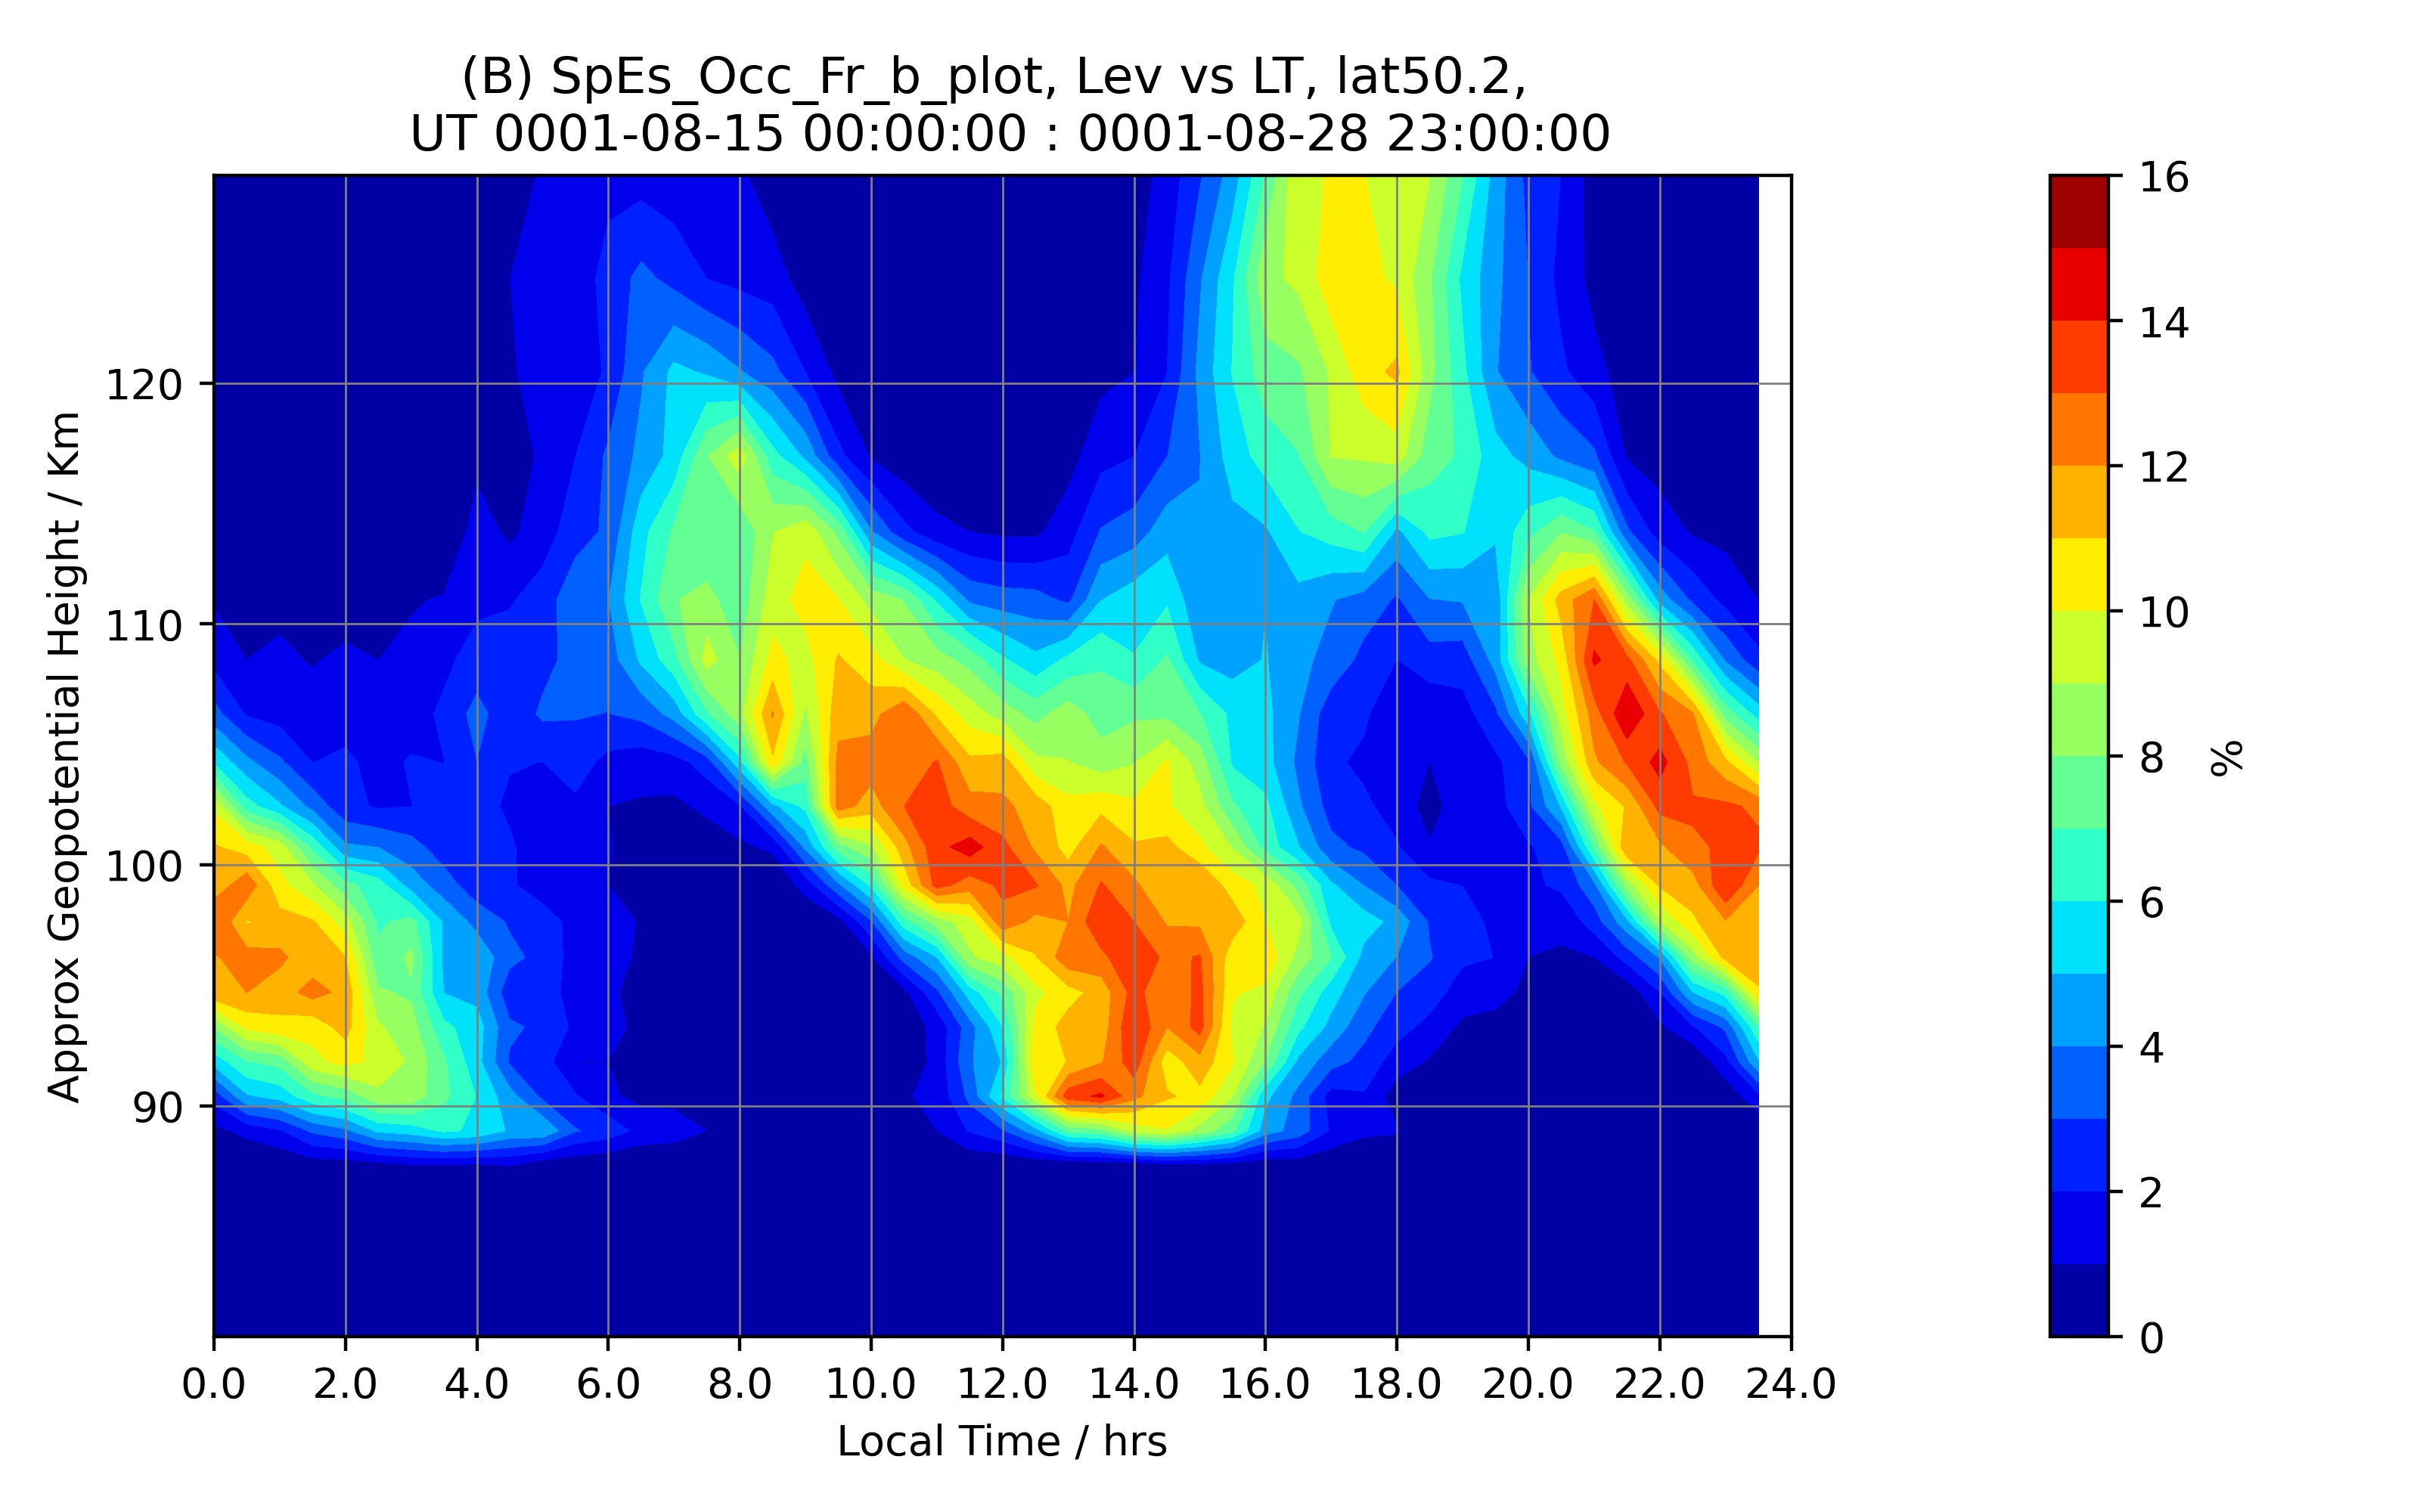 (B) SpEs_Occ_Fr_b_plot, Lev vs LT, lat50.2,
UT 0001-08-15 00:00:00 : 0001-08-28 23:00:00
Approx Geopotential Height / Km
120
110
100
90
0.0 2.0 4.0 6.0 8.0 10.0 12.0 14.0 16.0 18.0 20.0 22.0 24.0
Local Time / hrs
16
14
12
10
8
6
4
2
0
%